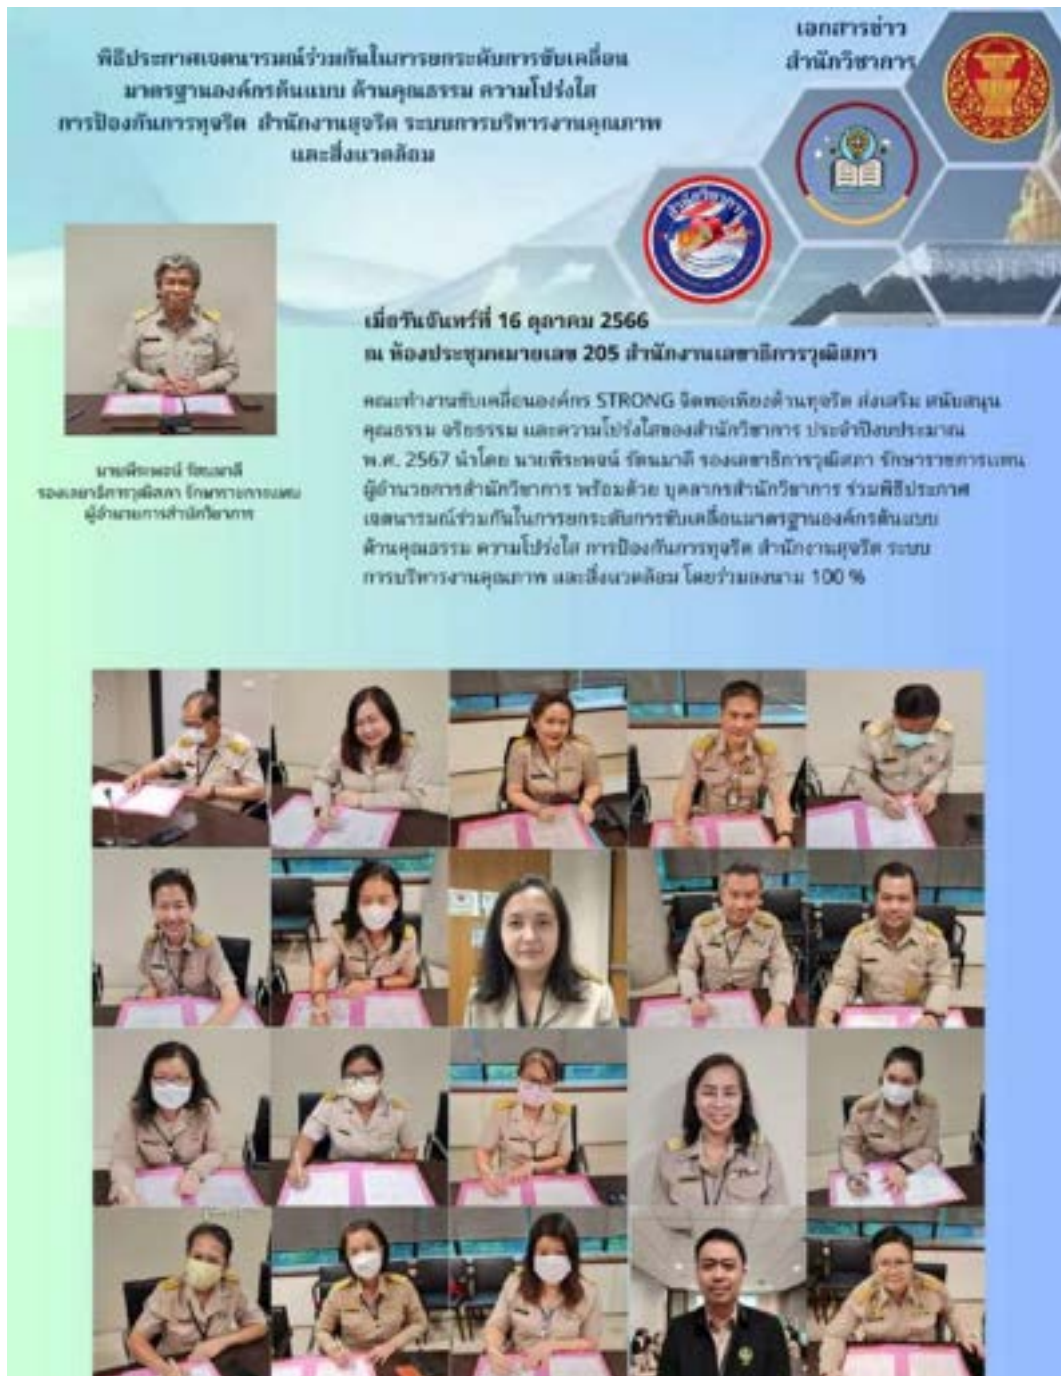 เอกสารข่าว
สำนักวิชาการ
พิธีประกาศเจตนารมณ์ร่วมกันในการยกระดับการขับเคลื่อน
มาตรฐานองค์กรต้นแบบ ด้านคุณธรรม ความโปร่งใส
การป้องกันการทุจริต สำนักงานสุจริต ระบบการบริหารงานคุณภาพ
และสิ่งแวดล้อม
สำนักวิชาการ
เมื่อวันจันทร์ที่ 16 ตุลาคม 2566
ณ ห้องประชุมหมายเลข 205 สำนักงานเลขาธิการวุฒิสภา
คณะทำงานขับเคลื่อนองค์กร STRONG จิตพอเพียงต้านทุจริต ส่งเสริม สนับสนุน
คุณธรรม จริยธรรม และความโปร่งใสของสำนักวิชาการ ประจำปีงบประมาณ
พ.ศ. 2567 นำโดย นายพีระพจน์ รัตนมาลี รองเลขาธิการวุฒิสภา รักษาราชการแทน
ผู้อำนวยการสำนักวิชาการ พร้อมด้วย บุคลากรสำนักวิชาการ ร่วมพิธีประกาศ
เจตนารมณ์ร่วมกันในการยกระดับการขับเคลื่อนมาตรฐานองค์กรต้นแบบ
ด้านคุณธรรม ความโปร่งใส การป้องกันการทุจริต สำนักงานสุจริต ระบบ
การบริหารงานคุณภาพ และสิ่งแวดล้อม โดยร่วมลงนาม 100 %
นายพีระพจน์ รัตนมาลี
รองเลขาธิการวุฒิสภา รักษาราชการแทน
ผู้อำนวยการสำนักวิชาการ